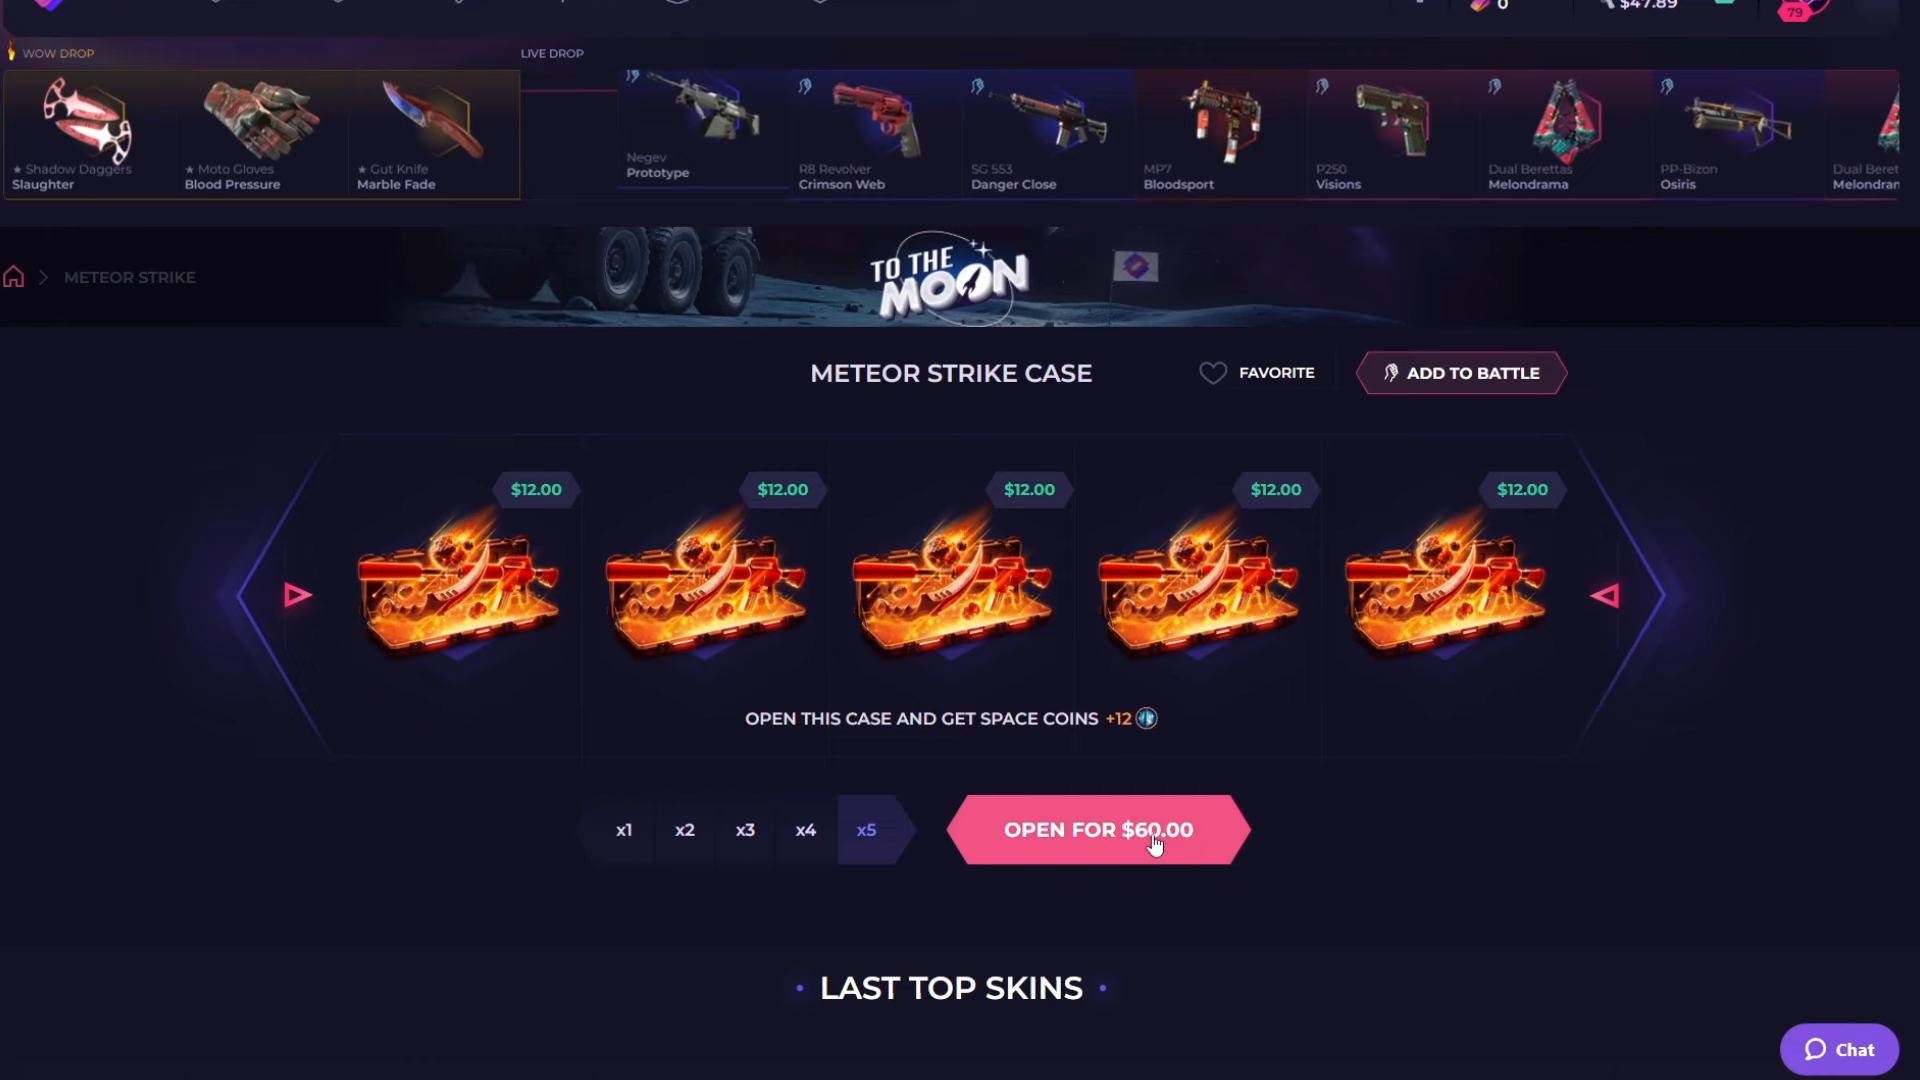 0
$47.89
79
WOW DROP
LIVE DROP
★ Shadow Daggers
Slaughter
★ Moto Gloves
Blood Pressure
★ Gut Knife
Marble Fade
Negev
Prototype
R8 Revolver
Crimson Web
SG 553
Danger Close
MP7
Bloodsport
P250
Visions
Dual Berettas
Melondrama
PP-Bizon
Osiris
Dual Beret
Melondran
METEOR STRIKE
TO THE
MOON
METEOR STRIKE CASE
FAVORITE
ADD TO BATTLE
$12.00
$12.00
$12.00
$12.00
$12.00
OPEN THIS CASE AND GET SPACE COINS +12
x1
x2
x3
x4
x5
OPEN FOR $60.00
• LAST TOP SKINS •
Chat